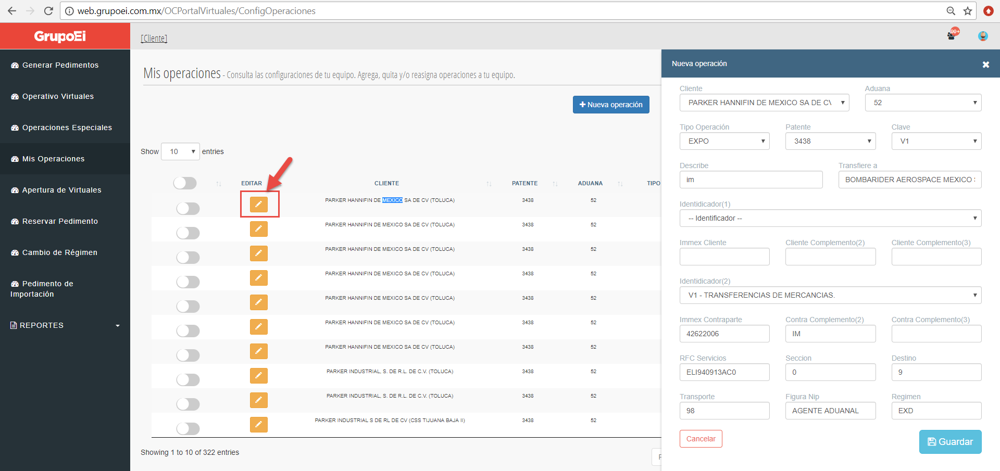 web.grupoei.com.mx/OCPortalVirtuales/ConfigOperaciones
GrupoEi
[Cliente]
99+
Generar Pedimentos
Operativo Virtuales
Operaciones Especiales
Mis Operaciones
Apertura de Virtuales
Reservar Pedimento
Cambio de Régimen
Pedimento de
Importación
REPORTES
Mis operaciones - Consulta las configuraciones de tu equipo. Agrega, quita y/o reasigna operaciones a tu equipo.
+ Nueva operación
Show 10 entries
EDITAR CLIENTE PATENTE ADUANA TIPO
PARKER HANNIFIN DE MEXICO SA DE CV (TOLUCA) 3438 52
PARKER HANNIFIN DE MEXICO SA DE CV (TOLUCA) 3438 52
PARKER HANNIFIN DE MEXICO SA DE CV (TOLUCA) 3438 52
PARKER HANNIFIN DE MEXICO SA DE CV (TOLUCA) 3438 52
PARKER HANNIFIN DE MEXICO SA DE CV (TOLUCA) 3438 52
PARKER HANNIFIN DE MEXICO SA DE CV (TOLUCA) 3438 52
PARKER HANNIFIN DE MEXICO SA DE CV (TOLUCA) 3438 52
PARKER INDUSTRIAL, S. DE R.L. DE C.V. (TOLUCA) 3438 52
PARKER INDUSTRIAL, S. DE R.L. DE C.V. (TOLUCA) 3438 52
PARKER INDUSTRIAL S DE RL DE CV (CSS TIJUANA BAJA II) 3438 52
Showing 1 to 10 of 322 entries
Nueva operación
Cliente Aduana
PARKER HANNIFIN DE MEXICO SA DE CV 52
Tipo Operación Patente Clave
EXPO 3438 V1
Describe Transfiere a
im BOMBARIDER AEROSPACE MEXICO
Identidicador(1)
-- Identificador --
Immex Cliente Cliente Complemento(2) Cliente Complemento(3)
Identidicador(2)
V1 - TRANSFERENCIAS DE MERCANCIAS.
Immex Contraparte Contra Complemento(2) Contra Complemento(3)
42622006 IM
RFC Servicios Seccion Destino
ELI940913AC0 0 9
Transporte Figura Nip Regimen
98 AGENTE ADUANAL EXD
Cancelar Guardar